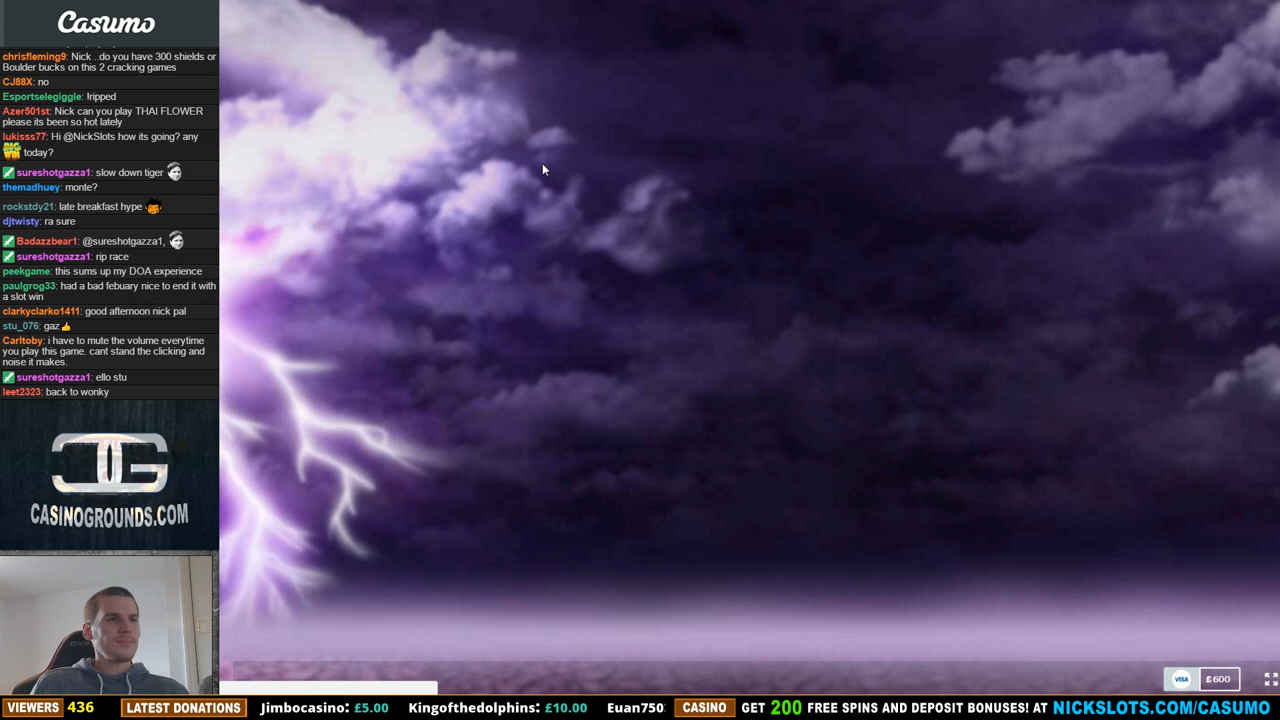 Casumo
chrisfleming9: Nick ..do you have 300 shields or
Boulder bucks on this 2 cracking games
CJ88X: no
Esportselegiggle: !ripped
Azer501st: Nick can you play THAI FLOWER
please its been so hot lately
lukisss77: Hi @NickSlots how its going? any
BIG WIN today?
sureshotgazza1: slow down tiger
themadhuey: monte?
rockstdy21: late breakfast hype
djtwisty: ra sure
Badazzbear1: @sureshotgazza1,
sureshotgazza1: rip race
peekgame: this sums up my DOA experience
paulgrog33: had a bad febuary nice to end it with
a slot win
clarkyclarko1411: good afternoon nick pal
stu_076: gaz
Carltoby: i have to mute the volume everytime
you play this game. cant stand the clicking and
noise it makes.
sureshotgazza1: ello stu
leet2323: back to wonky
CASINOGROUNDS.COM
VISA £600
VIEWERS 436 LATEST DONATIONS Jimbocasino: £5.00 Kingofthedolphins: £10.00 Euan750 CASINO GET 200 FREE SPINS AND DEPOSIT BONUSES! AT NICKSLOTS.COM/CASUMO